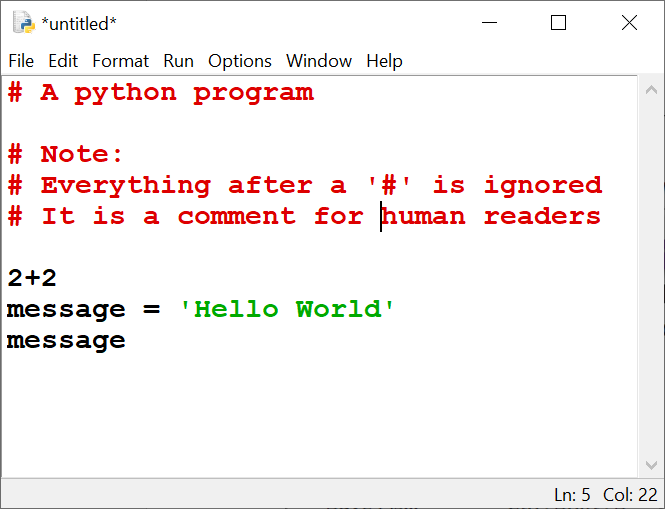 *untitled*
File Edit Format Run Options Window Help
# A python program

# Note:
# Everything after a '#' is ignored
# It is a comment for human readers

2+2
message = 'Hello World'
message
Ln: 5 Col: 22